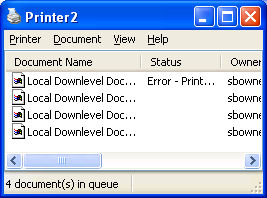 Printer2
Printer Document View Help
Document Name Status Owner
Local Downlevel Doc... Error - Print... sbowne
Local Downlevel Doc... sbowne
Local Downlevel Doc... sbowne
Local Downlevel Doc... sbowne
4 document(s) in queue